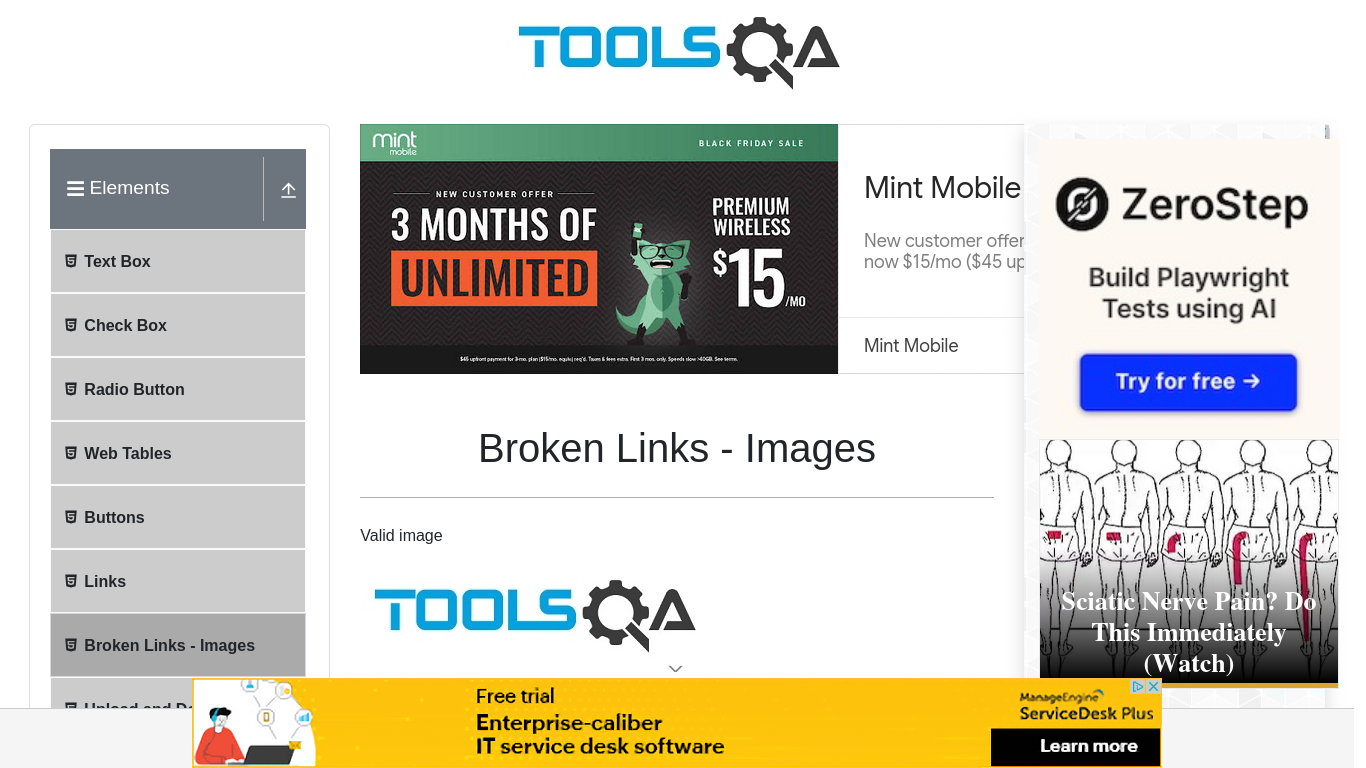 TOOLSQA
Elements
Text Box
Check Box
Radio Button
Web Tables
Buttons
Links
Broken Links - Images
Upload and Do
mint
mobile
BLACK FRIDAY SALE
NEW CUSTOMER OFFER
3 MONTHS OF
UNLIMITED
PREMIUM
WIRELESS
$15/MO
$45 upfront payment for 3-mo. plan ($15/mo. equiv.) req'd. Taxes & fees extra. First 3 mos. only. Speeds slow >40GB. See terms.
Mint Mobile
New customer offer
now $15/mo ($45 up
Mint Mobile
Broken Links - Images
Valid image
TOOLSQA
ZeroStep
Build Playwright
Tests using AI
Try for free →
Sciatic Nerve Pain? Do
This Immediately
(Watch)
Free trial
Enterprise-caliber
IT service desk software
ManageEngine
ServiceDesk Plus
Learn more